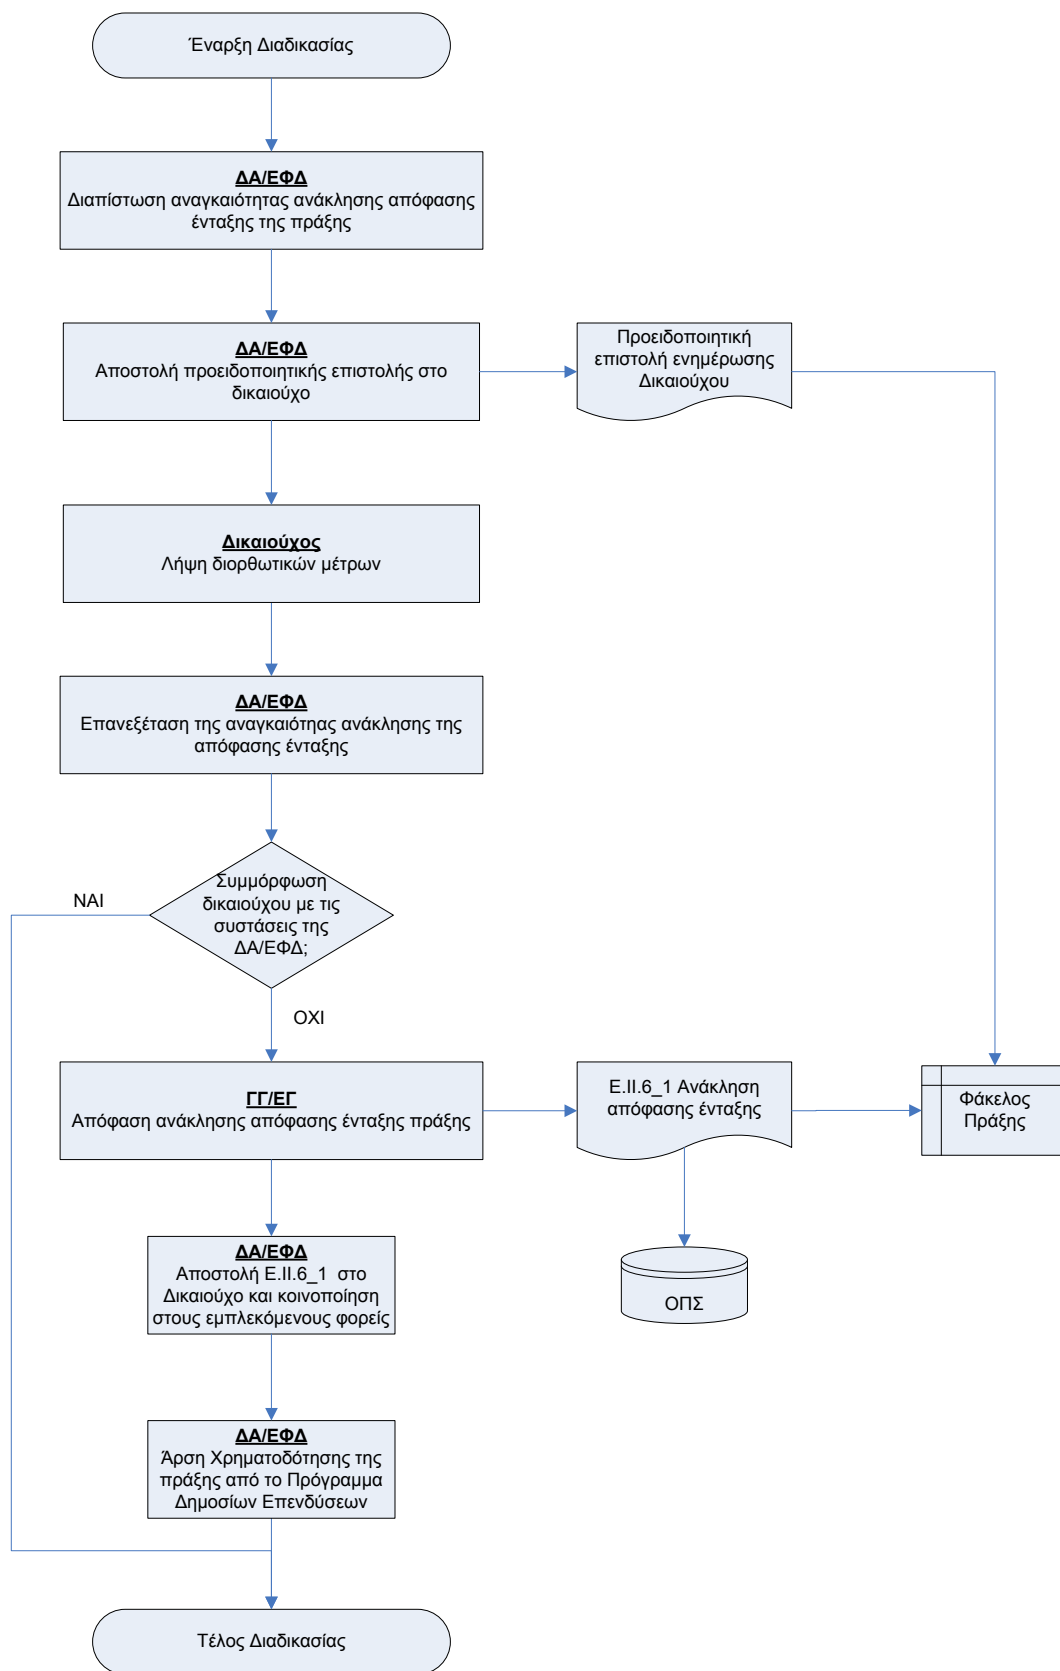 Έναρξη Διαδικασίας
ΔΑ/ΕΦΔ
Διαπίστωση αναγκαιότητας ανάκλησης απόφασης
ένταξης της πράξης
ΔΑ/ΕΦΔ
Αποστολή προειδοποιητικής επιστολής στο
δικαιούχο
Προειδοποιητική
επιστολή ενημέρωσης
Δικαιούχου
Δικαιούχος
Λήψη διορθωτικών μέτρων
ΔΑ/ΕΦΔ
Επανεξέταση της αναγκαιότηας ανάκλησης της
απόφασης ένταξης
Συμμόρφωση
δικαιούχου με τις
συστάσεις της
ΔΑ/ΕΦΔ;
ΝΑΙ
ΟΧΙ
ΓΓ/ΕΓ
Απόφαση ανάκλησης απόφασης ένταξης πράξης
Ε.ΙΙ.6_1 Ανάκληση
απόφασης ένταξης
Φάκελος
Πράξης
ΔΑ/ΕΦΔ
Αποστολή Ε.ΙΙ.6_1 στο
Δικαιούχο και κοινοποίηση
στους εμπλεκόμενους φορείς
ΟΠΣ
ΔΑ/ΕΦΔ
Άρση Χρηματοδότησης της
πράξης από το Πρόγραμμα
Δημοσίων Επενδύσεων
Τέλος Διαδικασίας